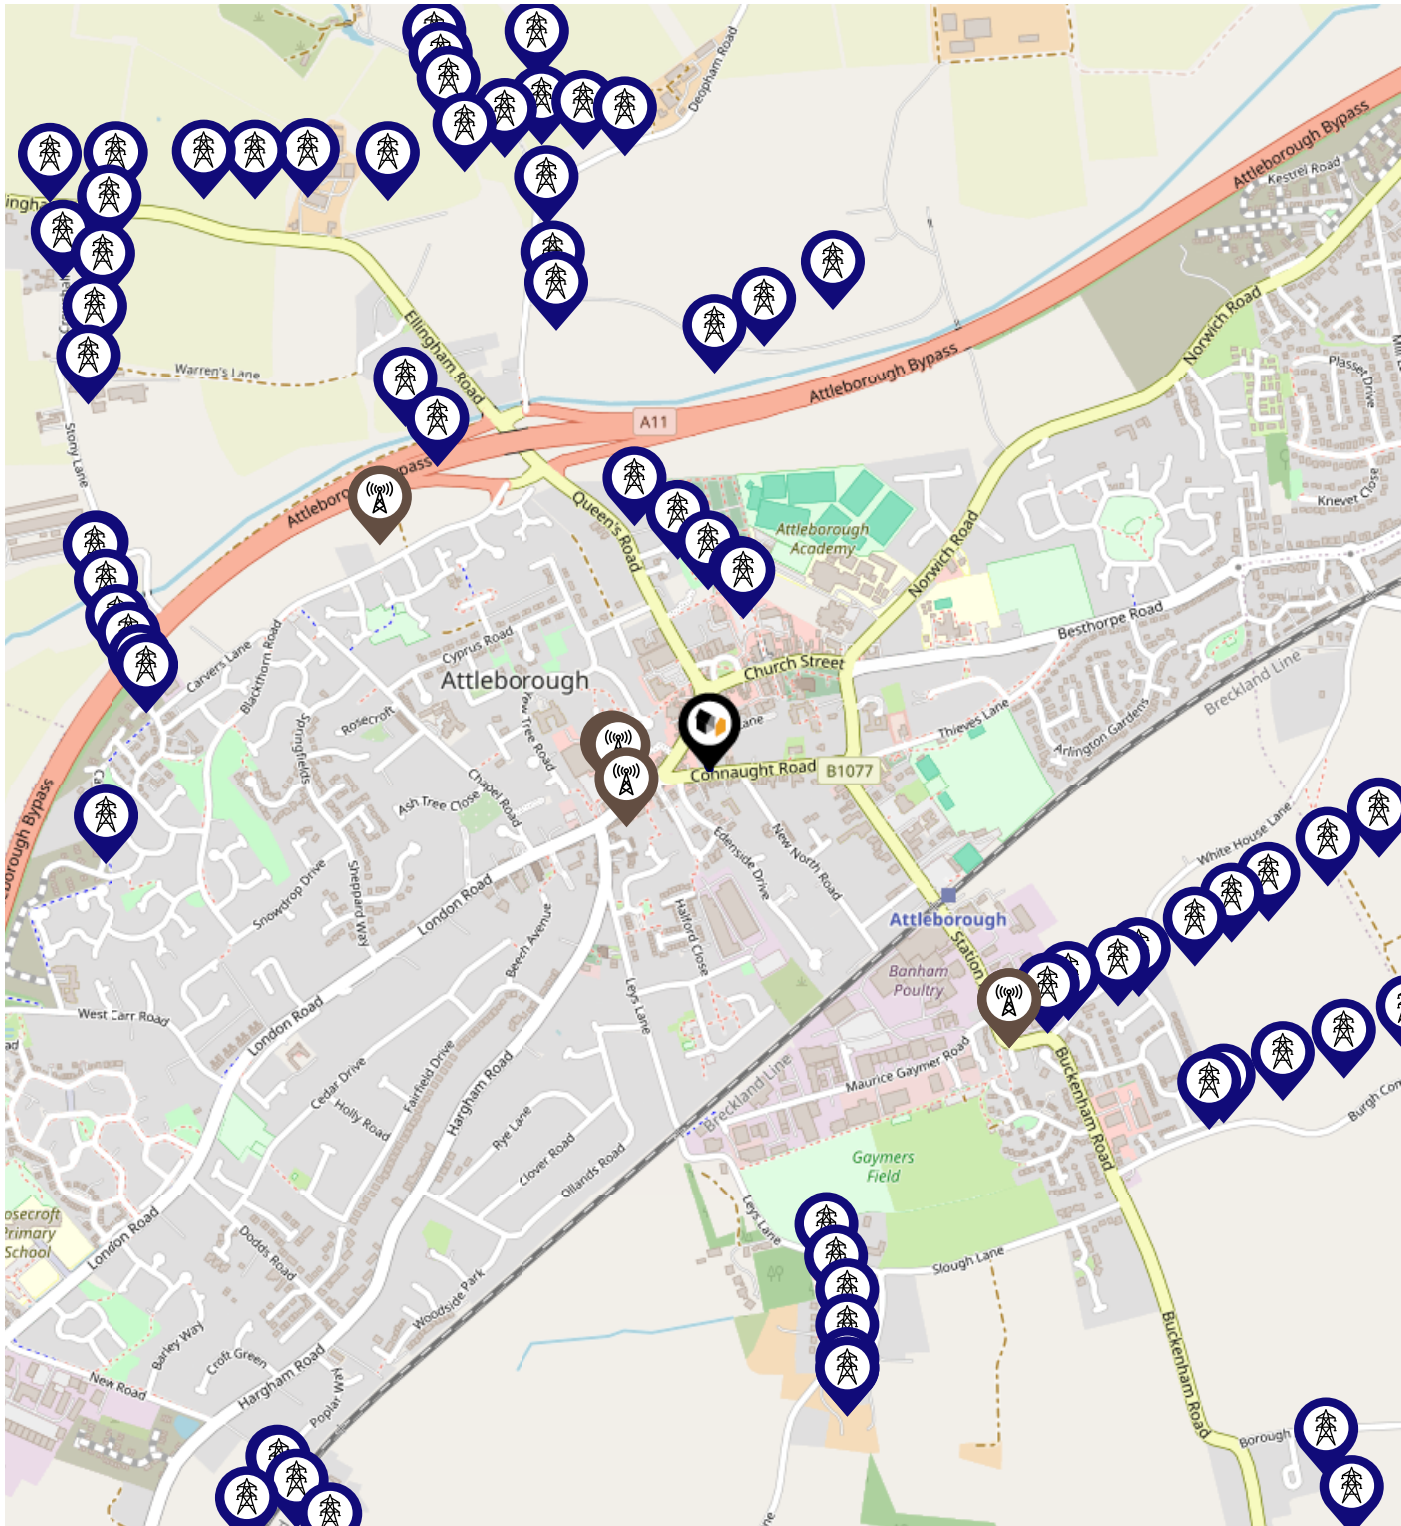 Deopham Road
Attleborough Bypass
Kestrel Road
Norwich Road
Ellingham Road
Warren's Lane
Attleborough Bypass
Plasset Drive
A11
Stony Lane
Knevet Close
Queen's Road
Attleborough
Academy
Norwich Road
Besthorpe Road
Carvers Lane
Blackthorn Road
Cyprus Road
Church Street
Breckland Line
Attleborough
Rosecroft
Springfields
Yew Tree Road
Lane
Thieves Lane
Arlington Gardens
Connaught Road
B1077
Ash Tree Close
Chapel Road
Edenside Drive
New North Road
White House Lane
Snowdrop Drive
Sheppard Way
London Road
Beech Avenue
Halford Close
Attleborough
Station
Banham
Poultry
Leys Lane
West Carr Road
London Road
Cedar Drive
Fairfield Drive
Holly Road
Hargham Road
Rye Lane
Clover Road
Ollands Road
Breckland Line
Maurice Gaymer Road
Buckenham Road
Gaymers
Field
Leys Lane
Slough Lane
London Road
Dodds Road
Woodside Park
Barley Way
Croft Green
New Road
Hargham Road
Poplar Way
Buckenham Road
Borough